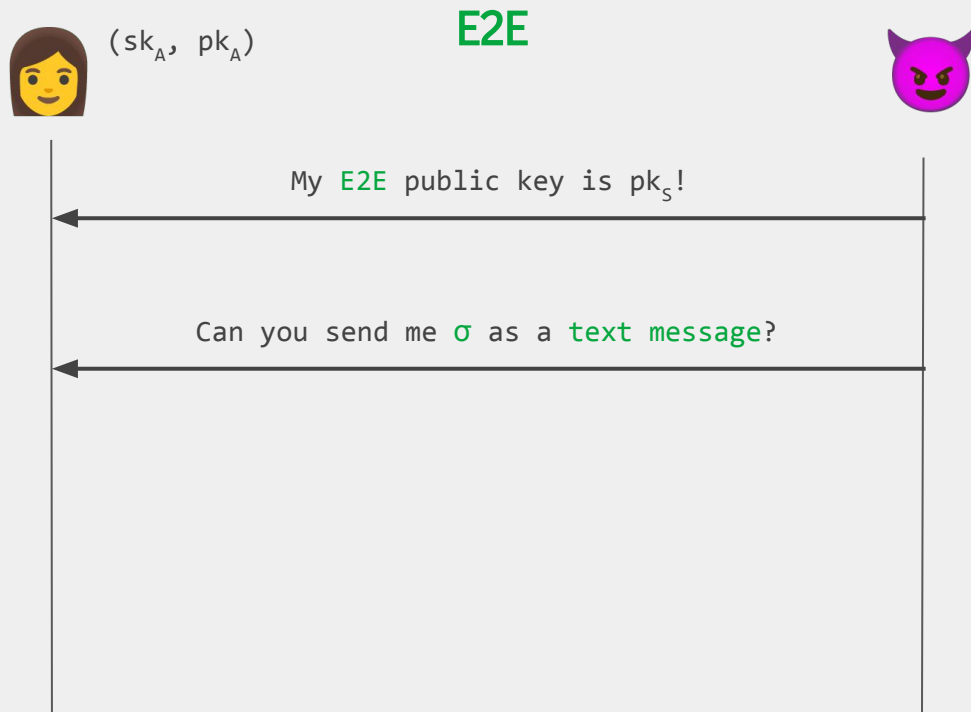 E2E
(sk_A, pk_A)
My E2E public key is pk_S!
Can you send me σ as a text message?